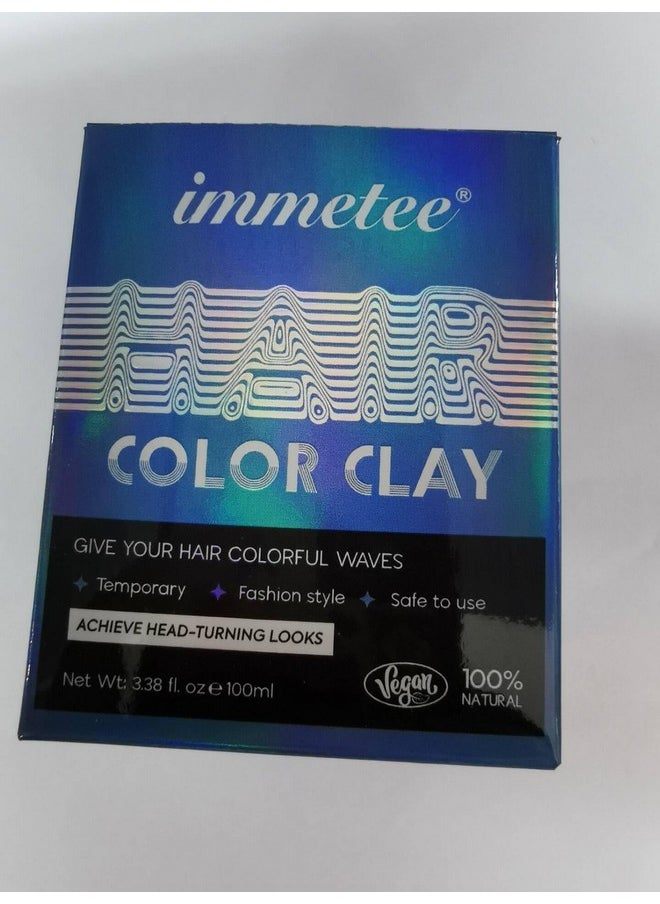 immetee®
HAIR
COLOR CLAY
GIVE YOUR HAIR COLORFUL WAVES
Temporary Fashion style Safe to use
ACHIEVE HEAD-TURNING LOOKS
Net Wt: 3.38 fl. oz ℮ 100ml
Vegan
100%
NATURAL